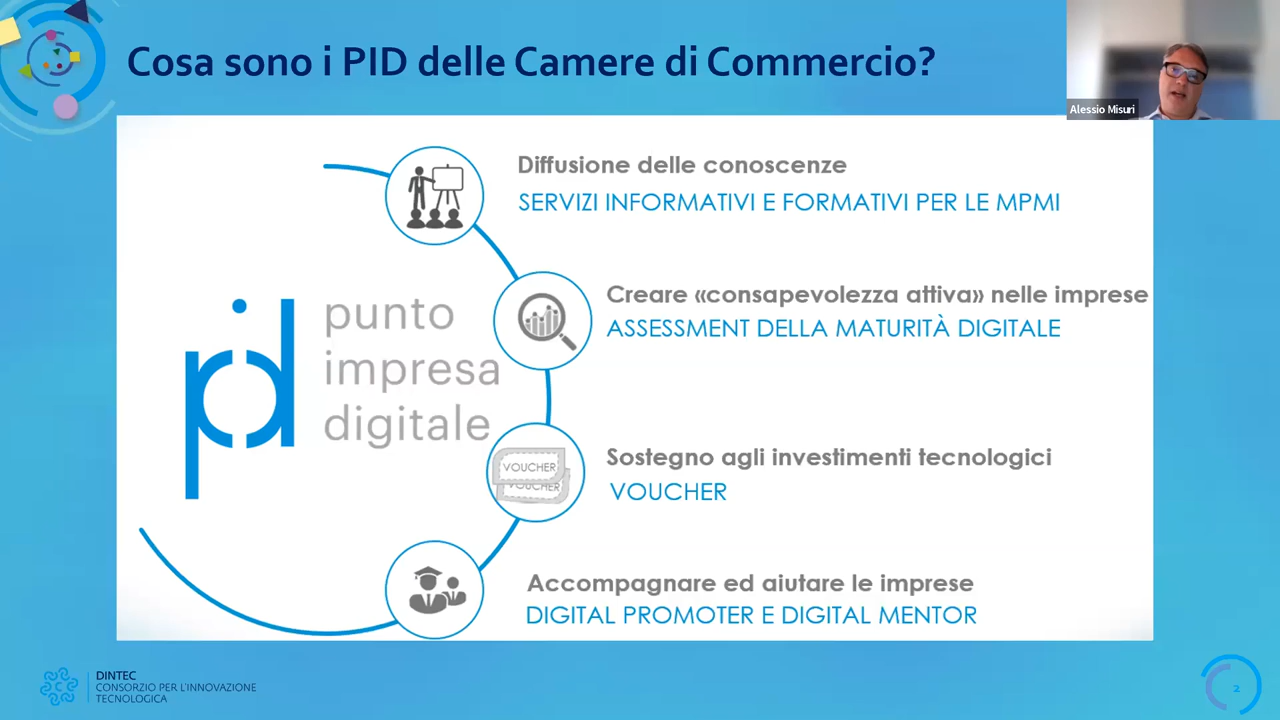 Cosa sono i PID delle Camere di Commercio?
Alessio Misuri
Diffusione delle conoscenze
SERVIZI INFORMATIVI E FORMATIVI PER LE MPMI
Creare «consapevolezza attiva» nelle imprese
ASSESSMENT DELLA MATURITÀ DIGITALE
pid
punto
impresa
digitale
VOUCHER
VOUCHER
Sostegno agli investimenti tecnologici
VOUCHER
Accompagnare ed aiutare le imprese
DIGITAL PROMOTER E DIGITAL MENTOR
DINTEC
CONSORZIO PER L'INNOVAZIONE
TECNOLOGICA
2